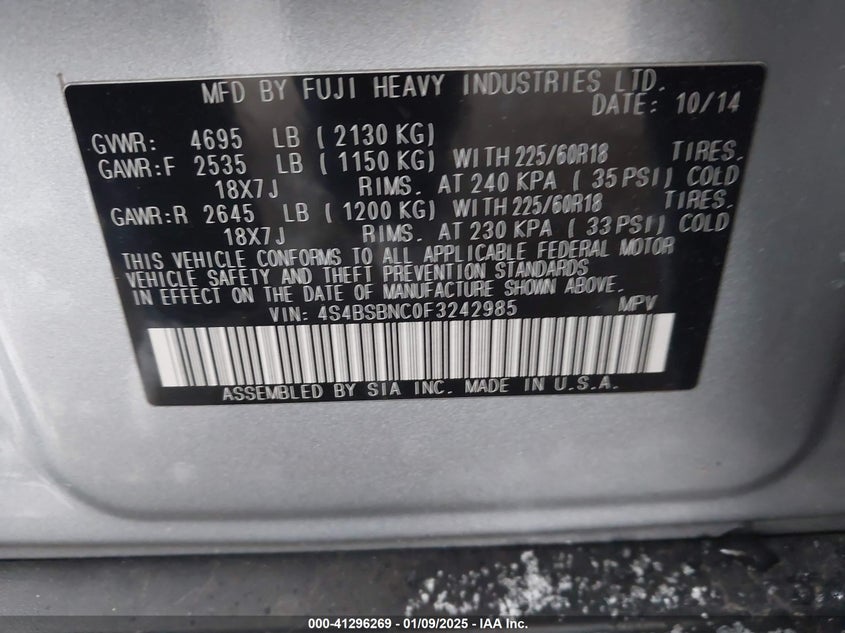 MFD BY FUJI HEAVY INDUSTRIES LTD.
DATE: 10/14
GVWR: 4695 LB ( 2130 KG)
GAWR:F 2535 LB ( 1150 KG) WITH 225/60R18 TIRES.
18X7J RIMS. AT 240 KPA ( 35 PSI) COLD
GAWR:R 2645 LB ( 1200 KG) WITH 225/60R18 TIRES.
18X7J RIMS. AT 230 KPA ( 33 PSI) COLD
THIS VEHICLE CONFORMS TO ALL APPLICABLE FEDERAL MOTOR
VEHICLE SAFETY AND THEFT PREVENTION STANDARDS
IN EFFECT ON THE DATE OF MANUFACTURE SHOWN ABOVE.
VIN: 4S4BSBNC0F3242985 MPV
ASSEMBLED BY SIA INC. MADE IN U.S.A.
000-41296269 - 01/09/2025 - IAA Inc.